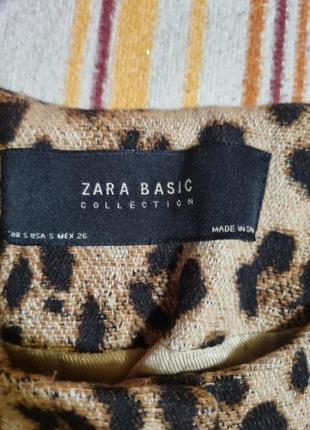 ZARA BASIC
COLLECTION
S USA S MEX 26
MADE IN